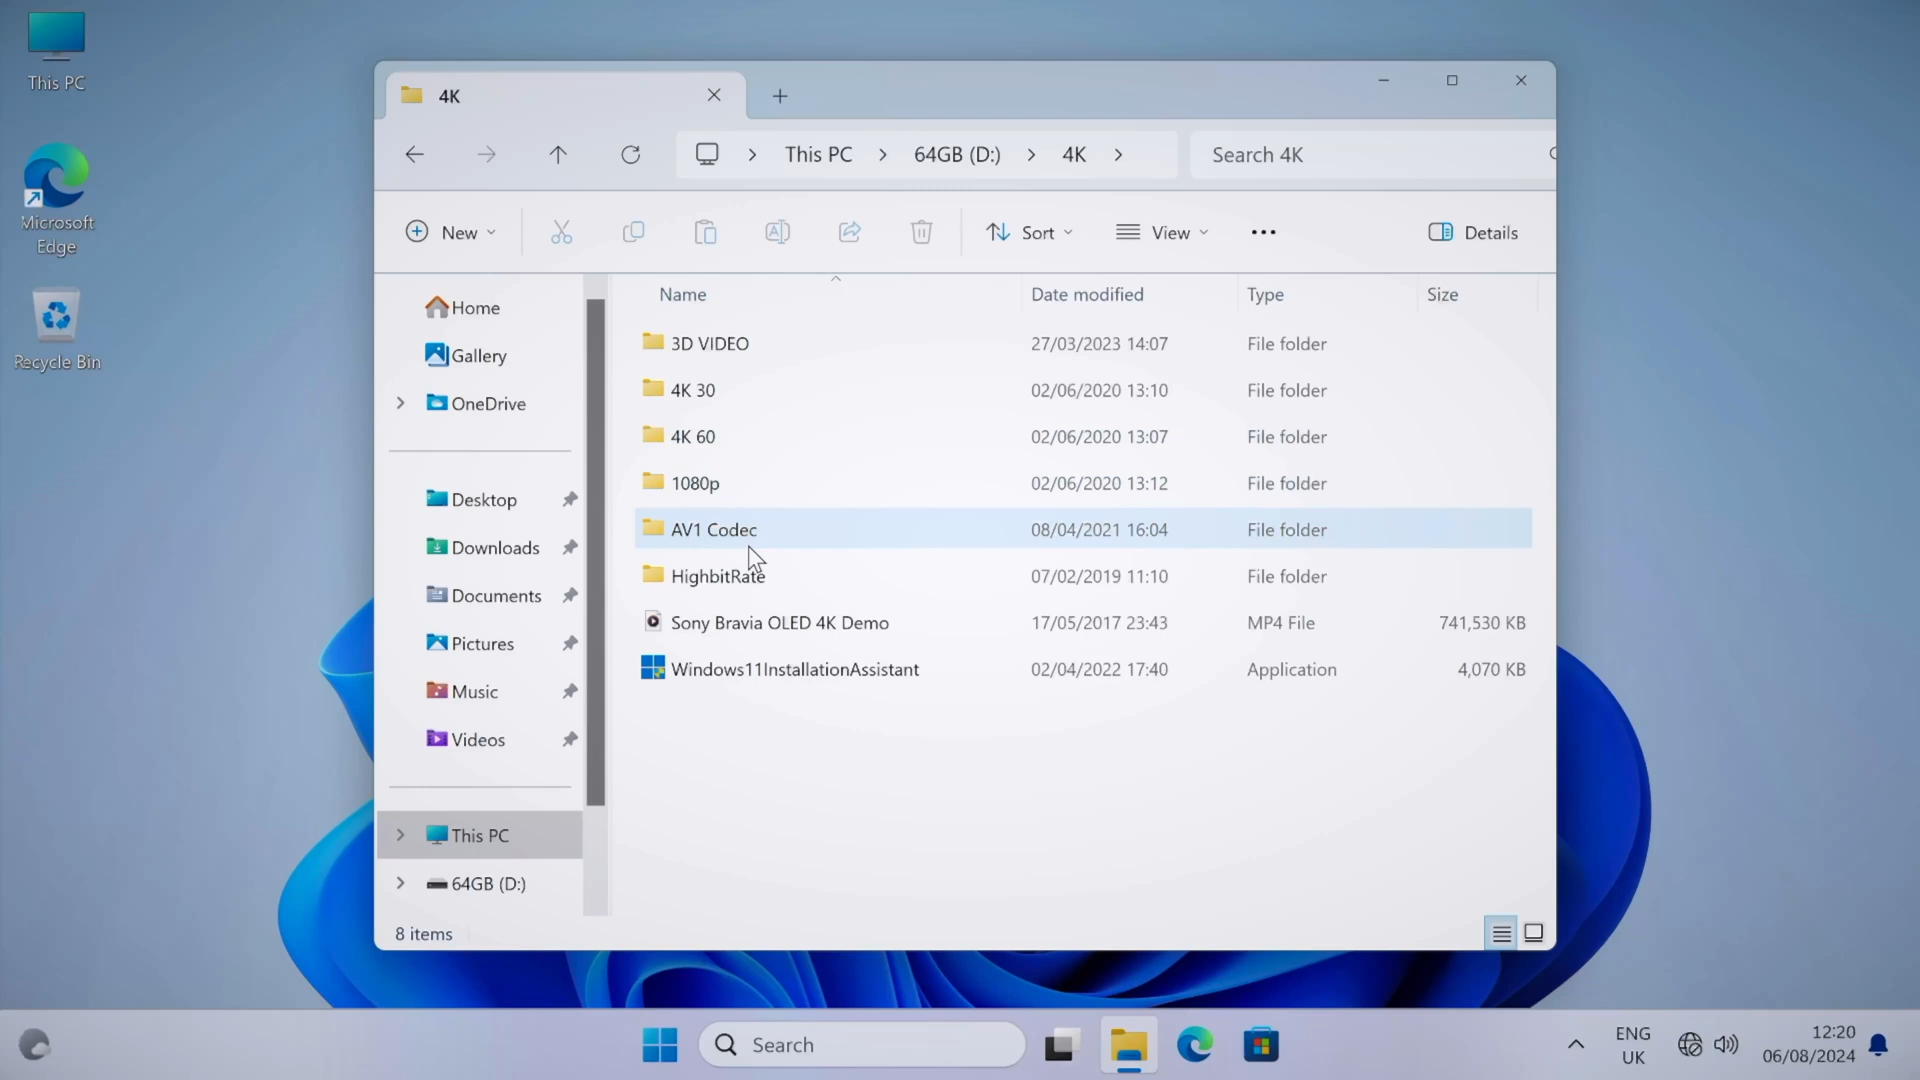 This PC
Microsoft
Edge
Recycle Bin
4K
This PC 64GB (D:) 4K
Search 4K
New Sort View Details
Home
Gallery
OneDrive
Desktop
Downloads
Documents
Pictures
Music
Videos
This PC
64GB (D:)
Name Date modified Type Size
3D VIDEO 27/03/2023 14:07 File folder
4K 30 02/06/2020 13:10 File folder
4K 60 02/06/2020 13:07 File folder
1080p 02/06/2020 13:12 File folder
AV1 Codec 08/04/2021 16:04 File folder
HighbitRate 07/02/2019 11:10 File folder
Sony Bravia OLED 4K Demo 17/05/2017 23:43 MP4 File 741,530 KB
Windows11InstallationAssistant 02/04/2022 17:40 Application 4,070 KB
8 items
Search
ENG
UK
12:20
06/08/2024